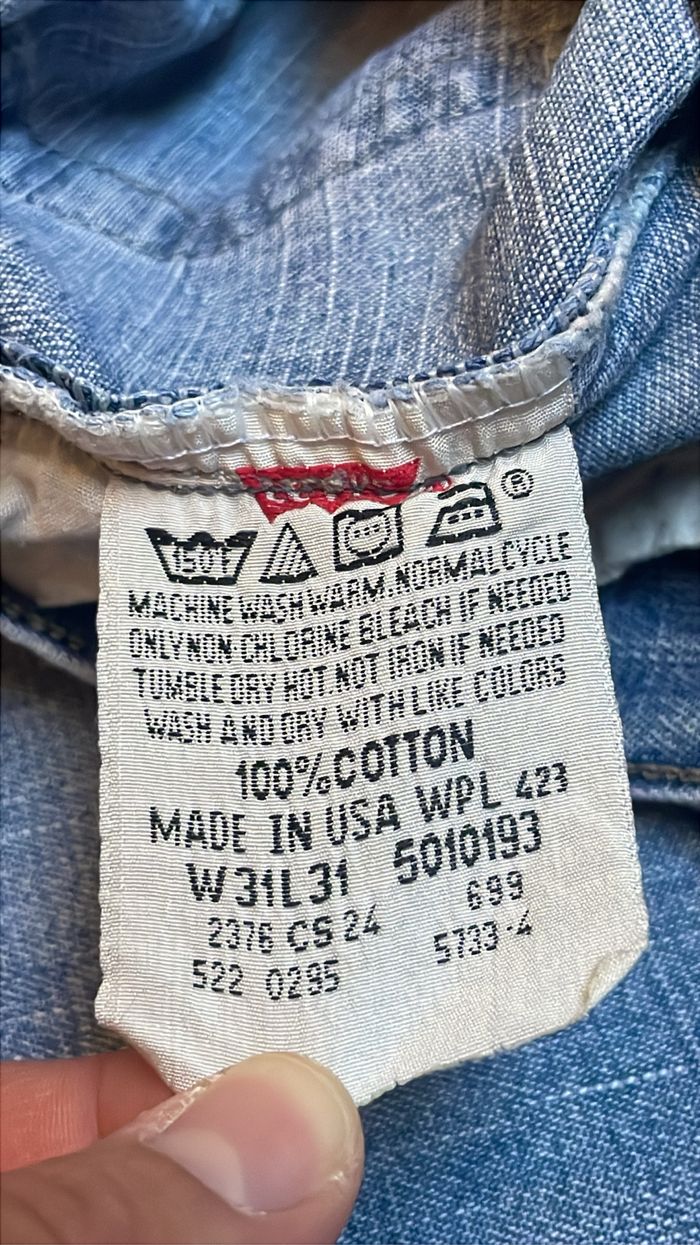 ®
150F
MACHINE WASH WARM. NORMAL CYCLE
ONLY NON CHLORINE BLEACH IF NEEDED
TUMBLE DRY HOT. HOT IRON IF NEEDED
WASH AND DRY WITH LIKE COLORS
100% COTTON
MADE IN USA WPL 423
W31L31 5010193
2376 CS 24 699
522 0295 5733-4